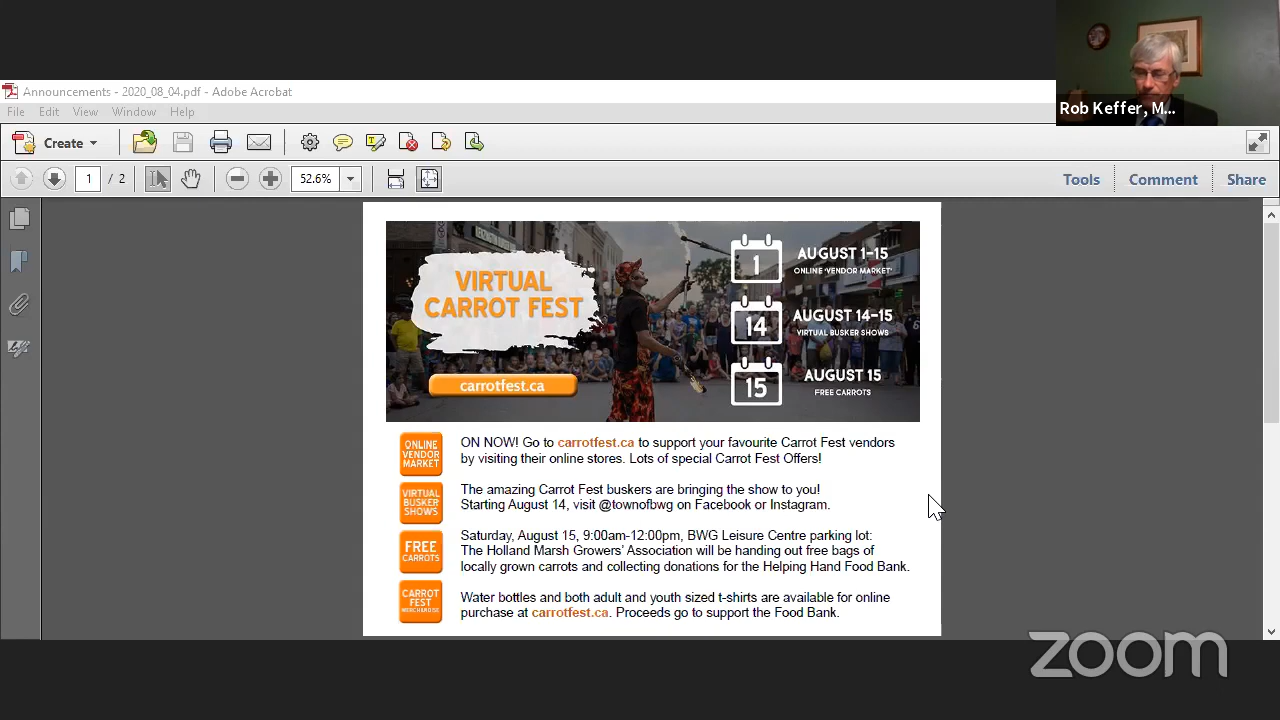 Rob Keffer, M...
Announcements - 2020_08_04.pdf - Adobe Acrobat
File Edit View Window Help
Create
1 / 2 52.6% Tools Comment Share
VIRTUAL
CARROT FEST
carrotfest.ca
1
AUGUST 1-15
ONLINE 'VENDOR MARKET'
14
AUGUST 14-15
VIRTUAL BUSKER SHOWS
15
AUGUST 15
FREE CARROTS
ONLINE
VENDOR
MARKET
ON NOW! Go to carrotfest.ca to support your favourite Carrot Fest vendors
by visiting their online stores. Lots of special Carrot Fest Offers!
VIRTUAL
BUSKER
SHOWS
The amazing Carrot Fest buskers are bringing the show to you!
Starting August 14, visit @townofbwg on Facebook or Instagram.
FREE
CARROTS
Saturday, August 15, 9:00am-12:00pm, BWG Leisure Centre parking lot:
The Holland Marsh Growers' Association will be handing out free bags of
locally grown carrots and collecting donations for the Helping Hand Food Bank.
CARROT
FEST
MERCHANDISE
Water bottles and both adult and youth sized t-shirts are available for online
purchase at carrotfest.ca. Proceeds go to support the Food Bank.
zoom